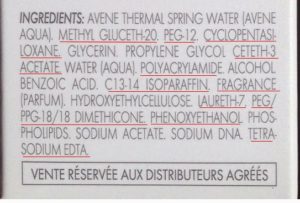 INGREDIENTS: AVENE THERMAL SPRING WATER (AVENE
AQUA). METHYL GLUCETH-20. PEG-12. CYCLOPENTASI-
LOXANE. GLYCERIN. PROPYLENE GLYCOL CETETH-3
ACETATE. WATER (AQUA). POLYACRYLAMIDE. ALCOHOL
BENZOIC ACID. C13-14 ISOPARAFFIN. FRAGRANCE
(PARFUM). HYDROXYETHYLCELLULOSE. LAURETH-7. PEG/
PPG-18/18 DIMETHICONE. PHENOXYETHANOL PHOS-
PHOLIPIDS. SODIUM ACETATE. SODIUM DNA. TETRA-
SODIUM EDTA.
VENTE RÉSERVÉE AUX DISTRIBUTEURS AGRÉÉS